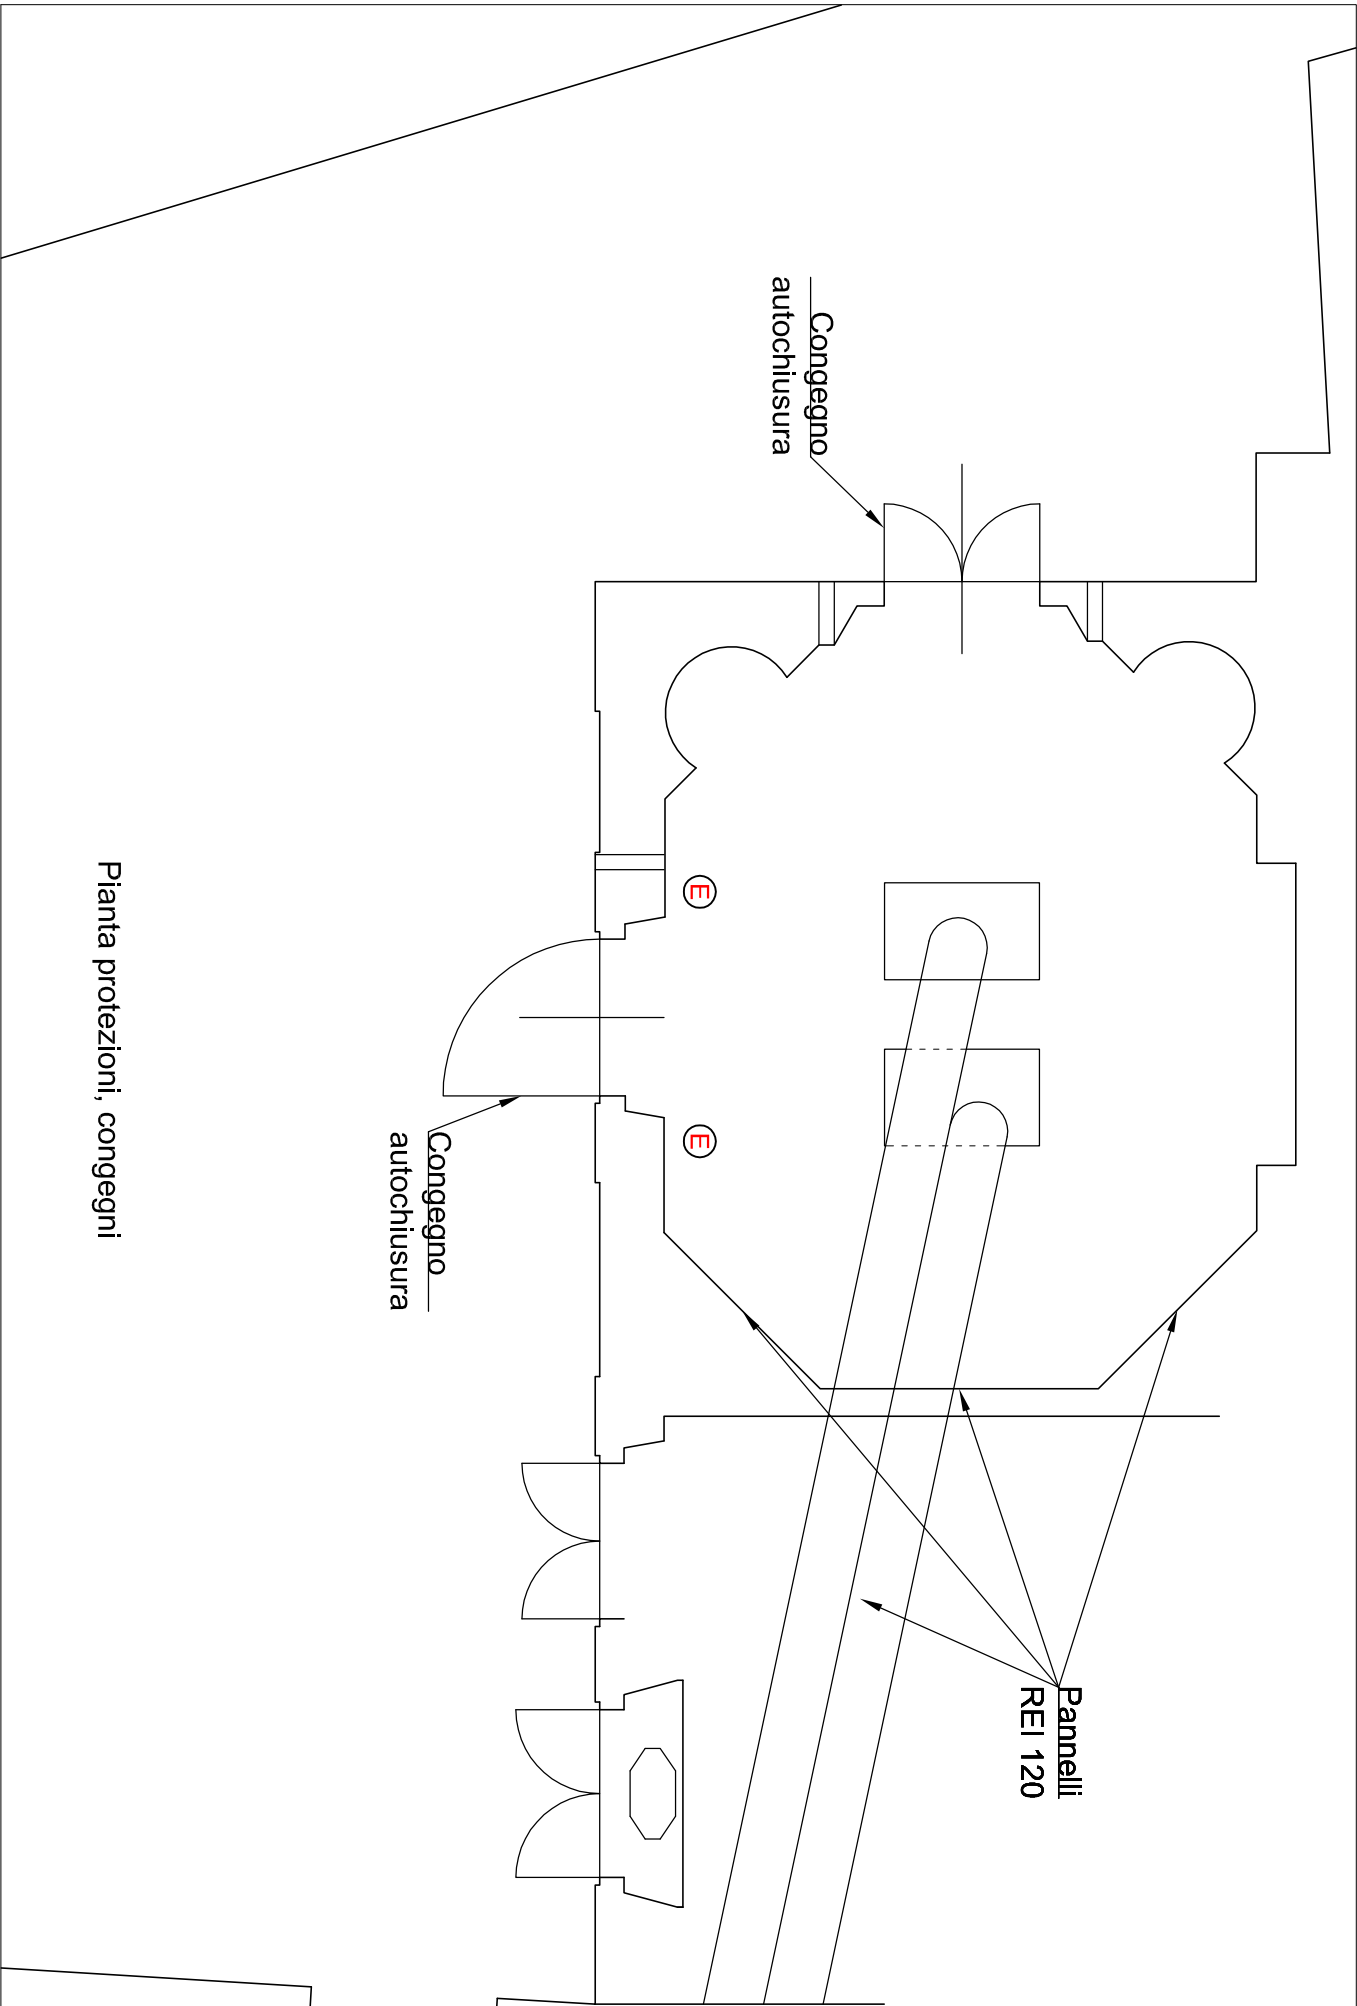 Congegno
autochiusura
Pannelli
REI 120
E
E
Congegno
autochiusura
Pianta protezioni, congegni